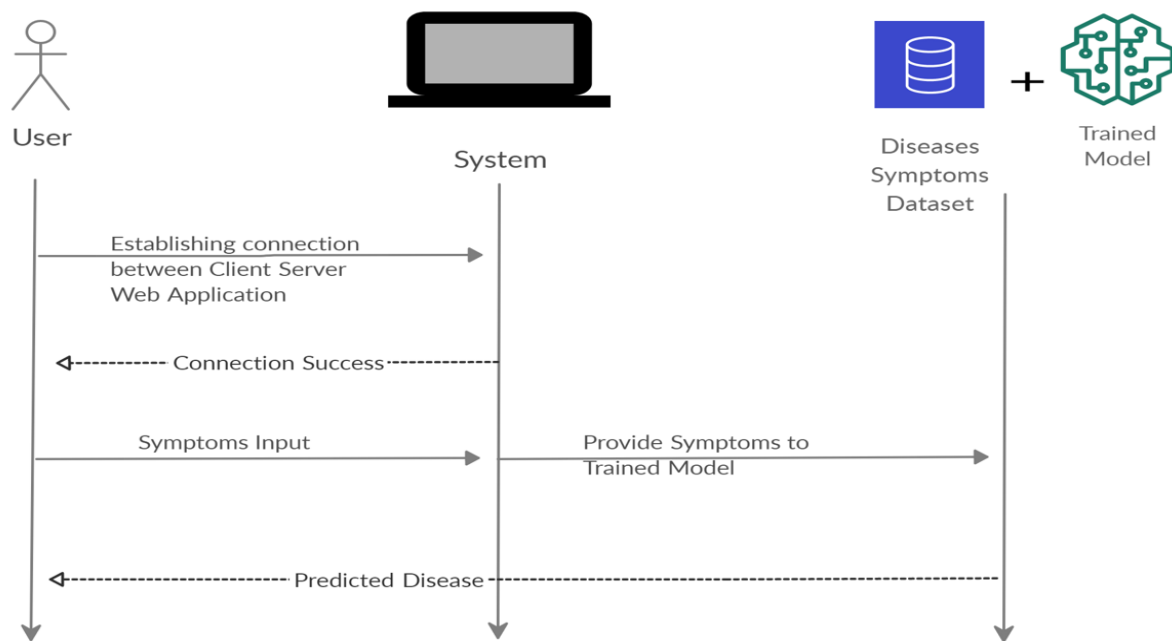 User
System
Diseases
Symptoms
Dataset
+
Trained
Model
Establishing connection
between Client Server
Web Application
Connection Success
Symptoms Input
Provide Symptoms to
Trained Model
Predicted Disease